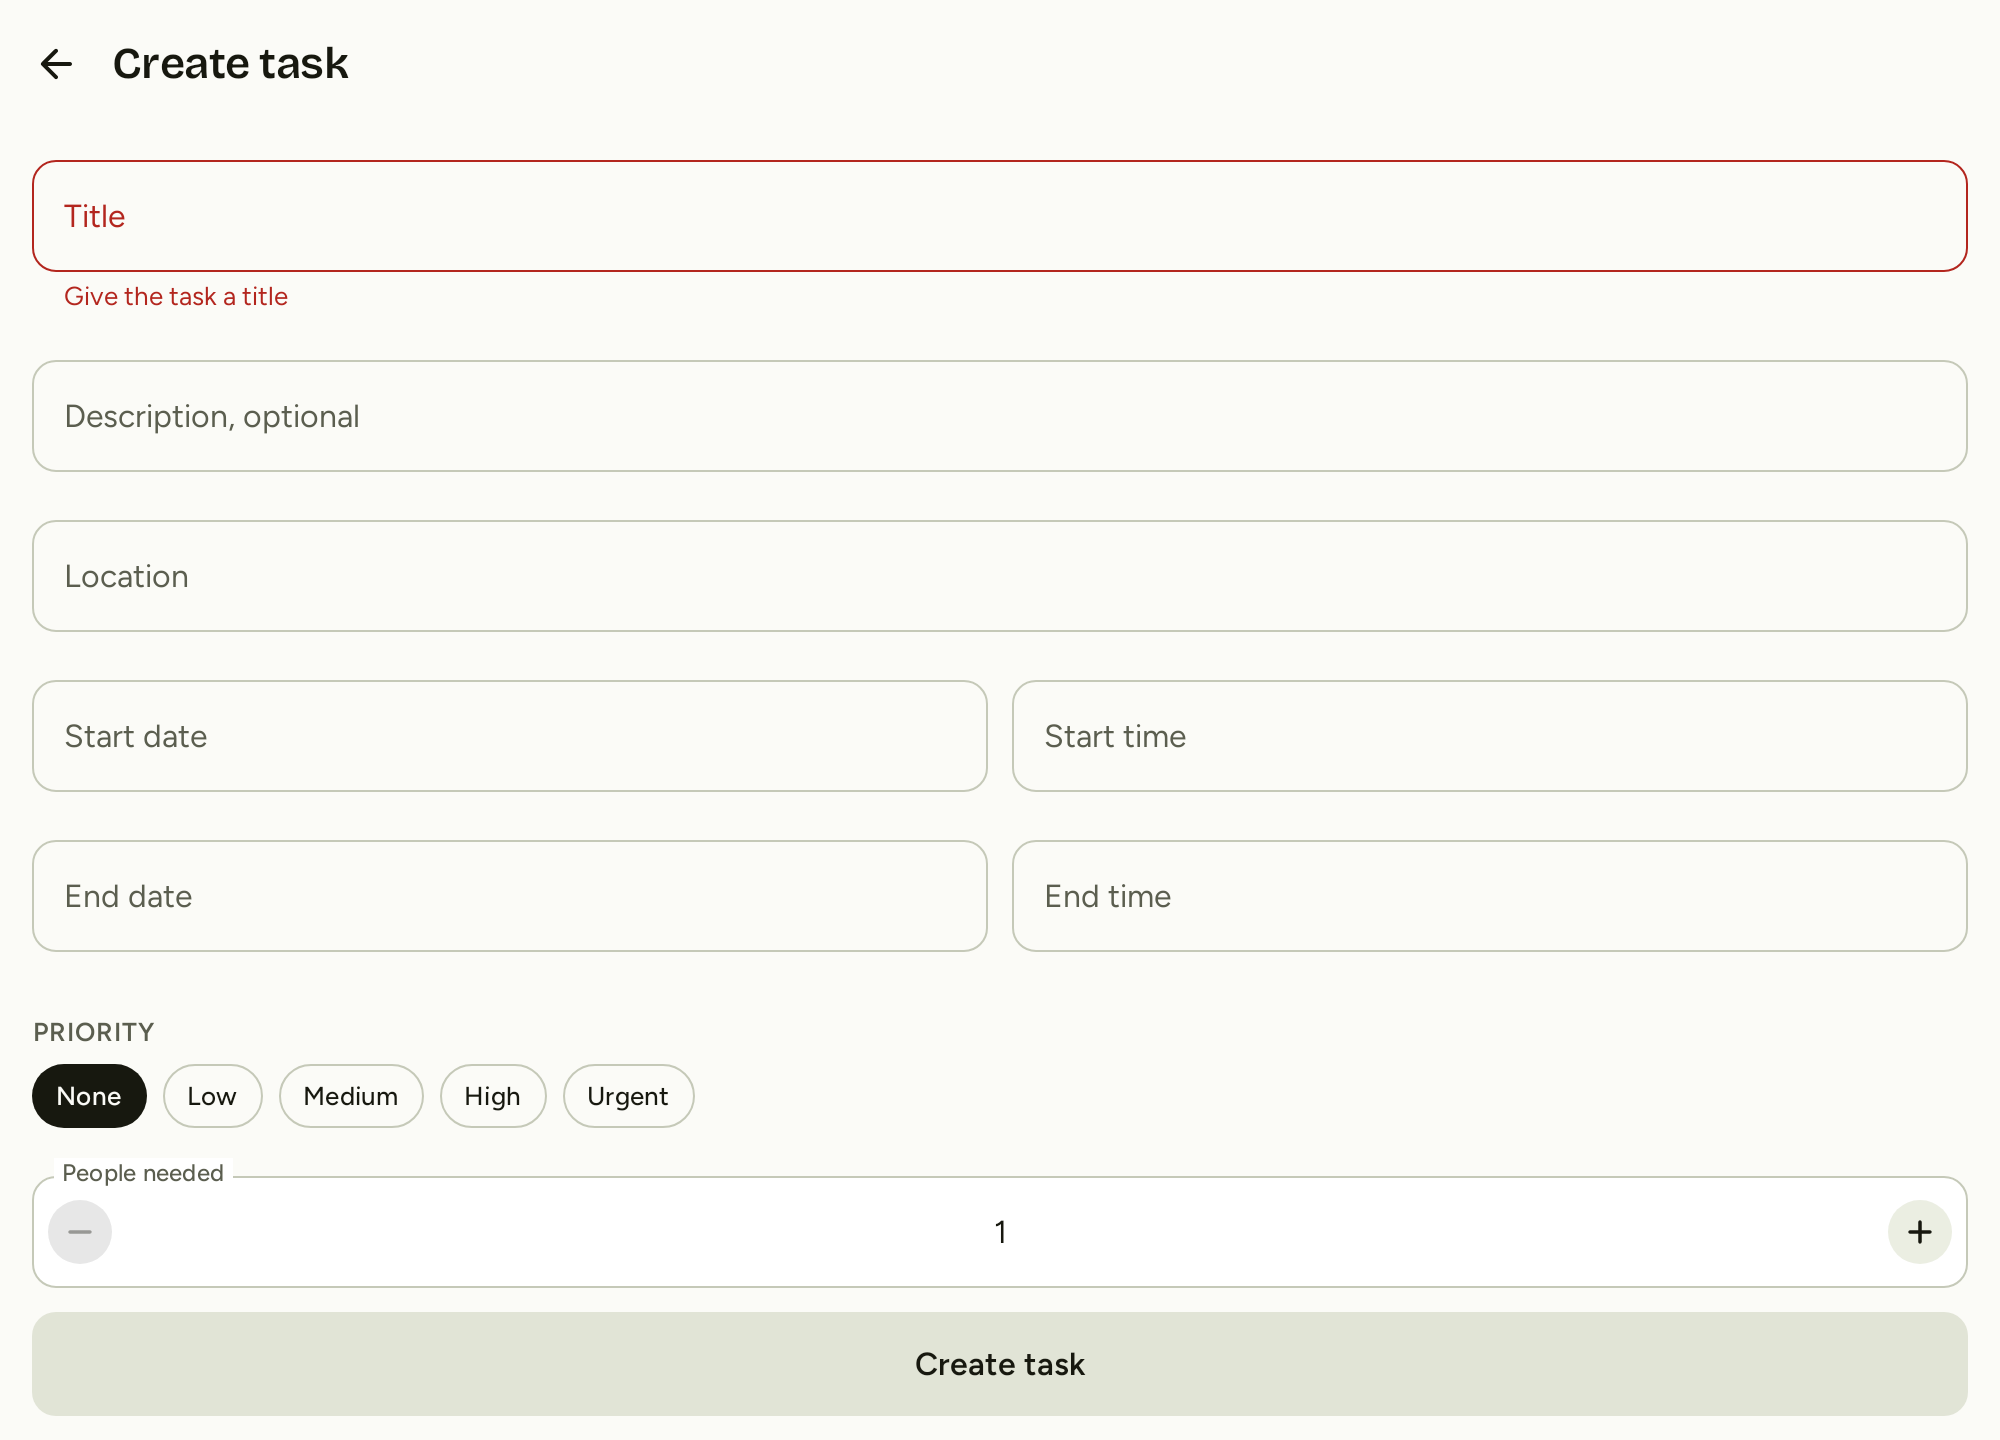 Create task
Title
Give the task a title
Description, optional
Location
Start date
Start time
End date
End time
PRIORITY
None Low Medium High Urgent
People needed
1
Create task